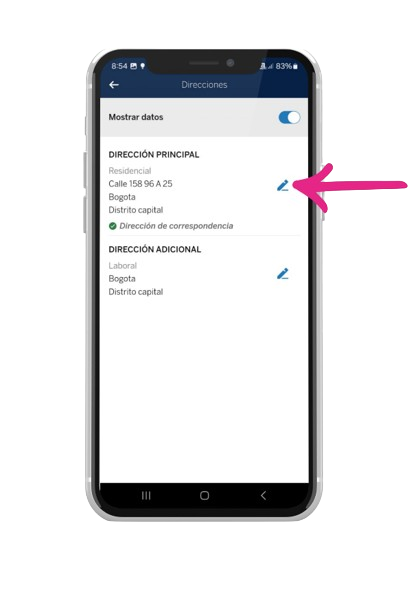 8:54
83%
Direcciones
Mostrar datos
DIRECCIÓN PRINCIPAL
Residencial
Calle 158 96 A 25
Bogota
Distrito capital
Dirección de correspondencia
DIRECCIÓN ADICIONAL
Laboral
Bogota
Distrito capital